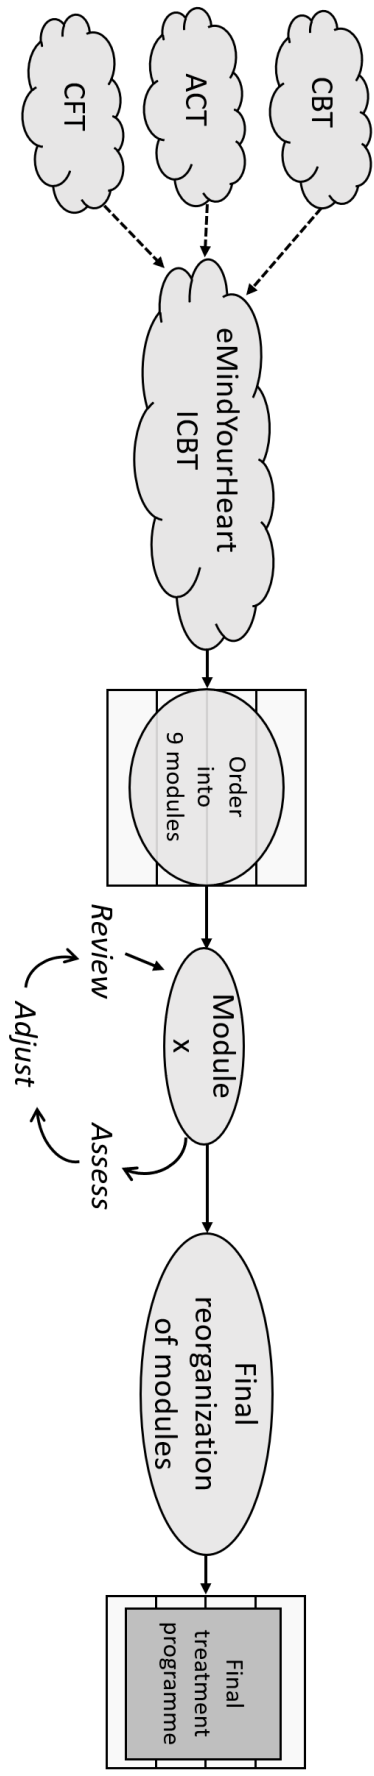 CBT
ACT
CFT
eMindYourHeart
ICBT
Order
into
9 modules
Module
x
Assess
Adjust
Review
Final
reorganization
of modules
Final
treatment
programme